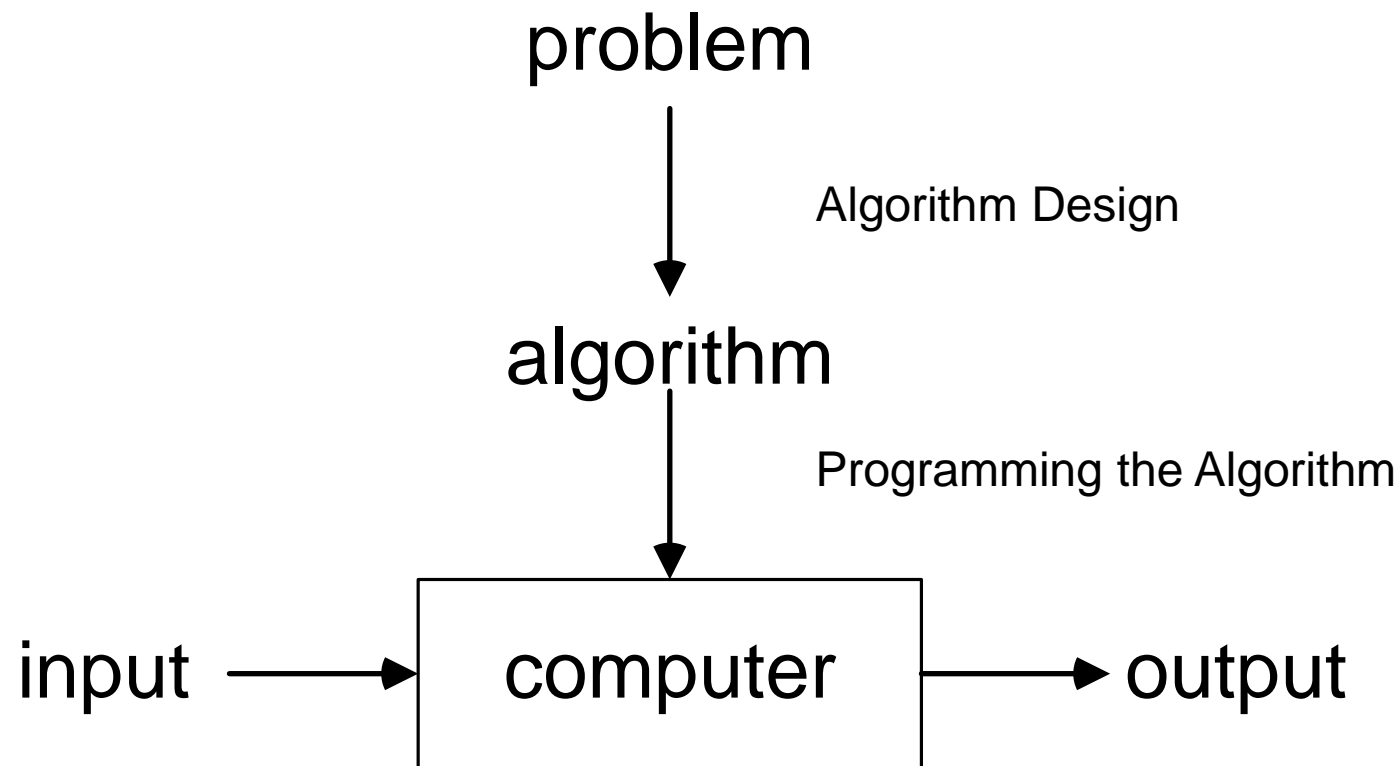 problem
Algorithm Design
algorithm
Programming the Algorithm
input
computer
output